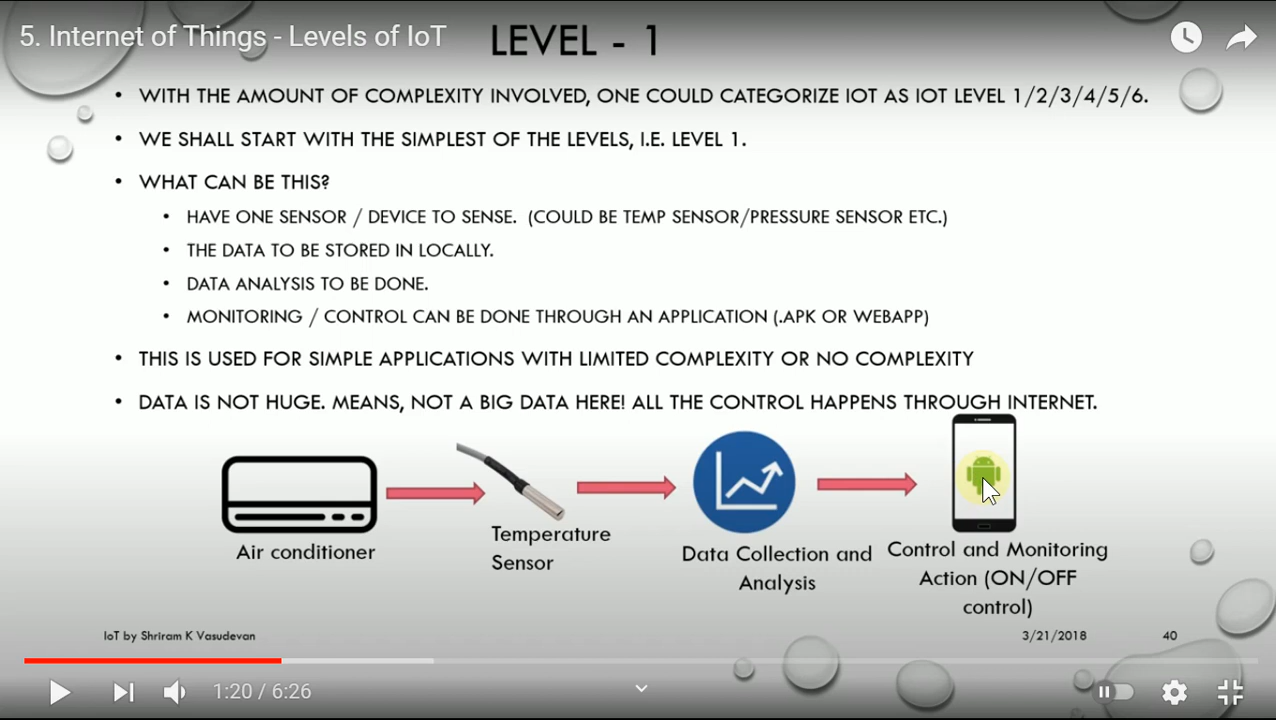 5. Internet of Things - Levels of IoT
LEVEL - 1
• WITH THE AMOUNT OF COMPLEXITY INVOLVED, ONE COULD CATEGORIZE IOT AS IOT LEVEL 1/2/3/4/5/6.
• WE SHALL START WITH THE SIMPLEST OF THE LEVELS, I.E. LEVEL 1.
• WHAT CAN BE THIS?
• HAVE ONE SENSOR / DEVICE TO SENSE. (COULD BE TEMP SENSOR/PRESSURE SENSOR ETC.)
• THE DATA TO BE STORED IN LOCALLY.
• DATA ANALYSIS TO BE DONE.
• MONITORING / CONTROL CAN BE DONE THROUGH AN APPLICATION (.APK OR WEBAPP)
• THIS IS USED FOR SIMPLE APPLICATIONS WITH LIMITED COMPLEXITY OR NO COMPLEXITY
• DATA IS NOT HUGE. MEANS, NOT A BIG DATA HERE! ALL THE CONTROL HAPPENS THROUGH INTERNET.
Air conditioner
Temperature
Sensor
Data Collection and
Analysis
Control and Monitoring
Action (ON/OFF
control)
IoT by Shriram K Vasudevan
3/21/2018
40
1:20 / 6:26